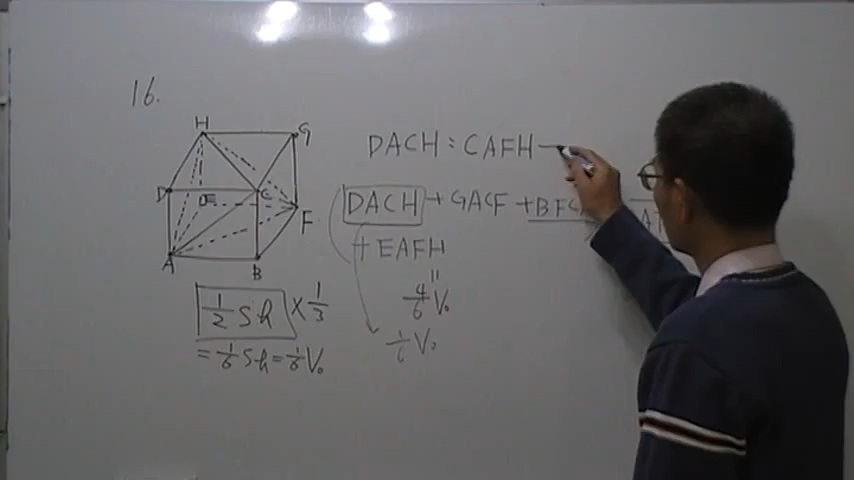 16.
H
G
D
E
C
F
A
B
DACH : CAFH
DACH + GACF + BFCA
+ EAFH
"
4/6 V₀
1/6 V₀
1/2 Sh × 1/3
= 1/6 Sh = 1/6 V₀